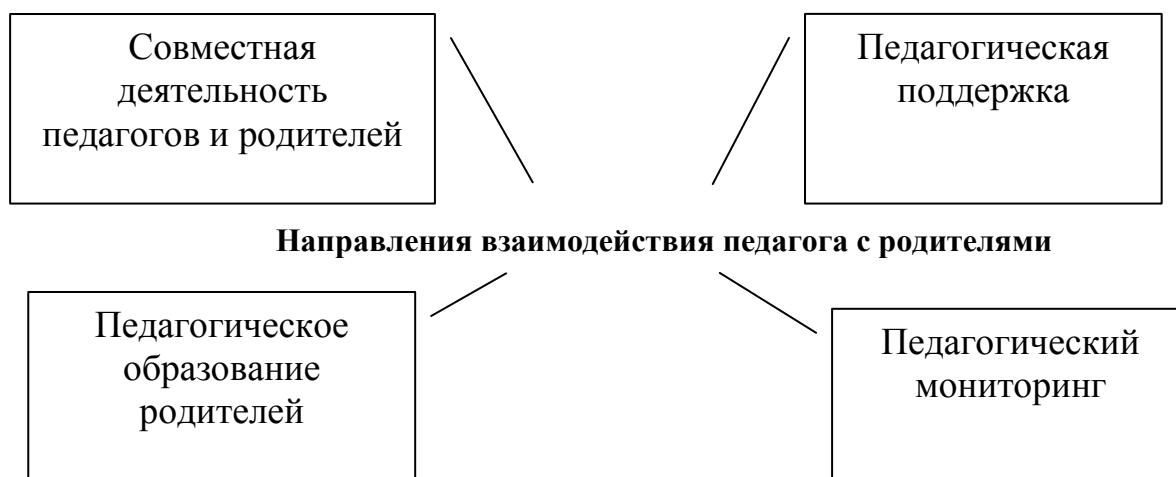 Совместная
деятельность
педагогов и родителей
Педагогическая
поддержка
Направления взаимодействия педагога с родителями
Педагогическое
образование
родителей
Педагогический
мониторинг